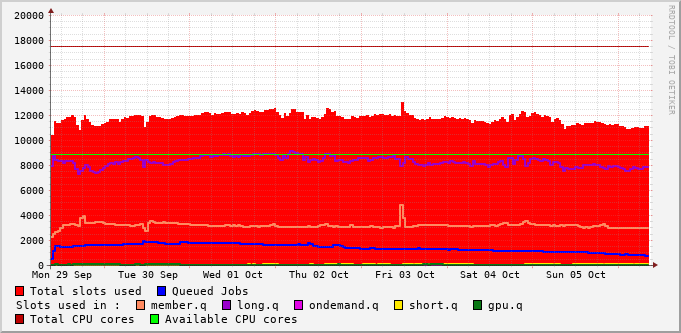 RRDTOOL / TOBI OETIKER
20000
18000
16000
14000
12000
10000
8000
6000
4000
2000
0
Mon 29 Sep Tue 30 Sep Wed 01 Oct Thu 02 Oct Fri 03 Oct Sat 04 Oct Sun 05 Oct
Total slots used Queued Jobs
Slots used in : member.q long.q ondemand.q short.q gpu.q
Total CPU cores Available CPU cores